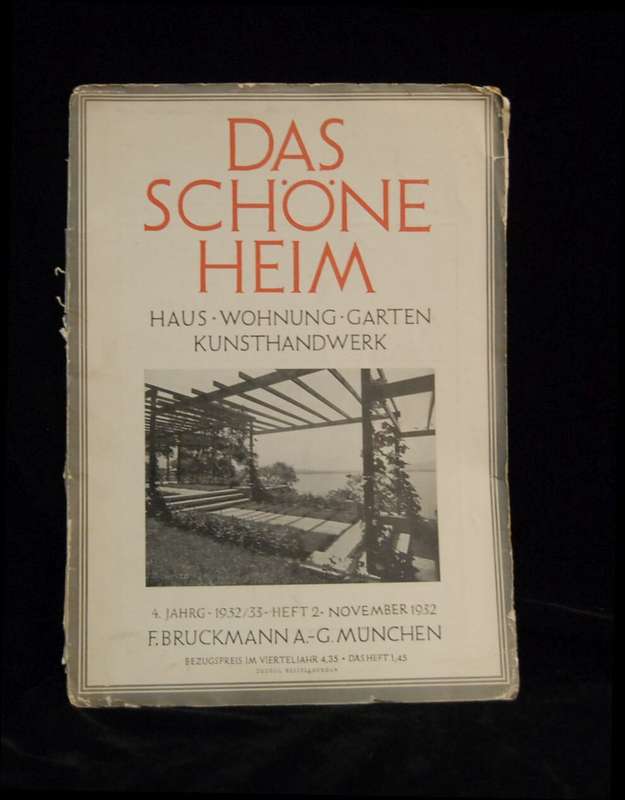 DAS
SCHÖNE
HEIM
HAUS · WOHNUNG · GARTEN
KUNSTHANDWERK
4. JAHRG · 1932/33 · HEFT 2 · NOVEMBER 1932
F. BRUCKMANN A.-G. MÜNCHEN
BEZUGSPREIS IM VIERTELJAHR 4,35 · DAS HEFT 1,45